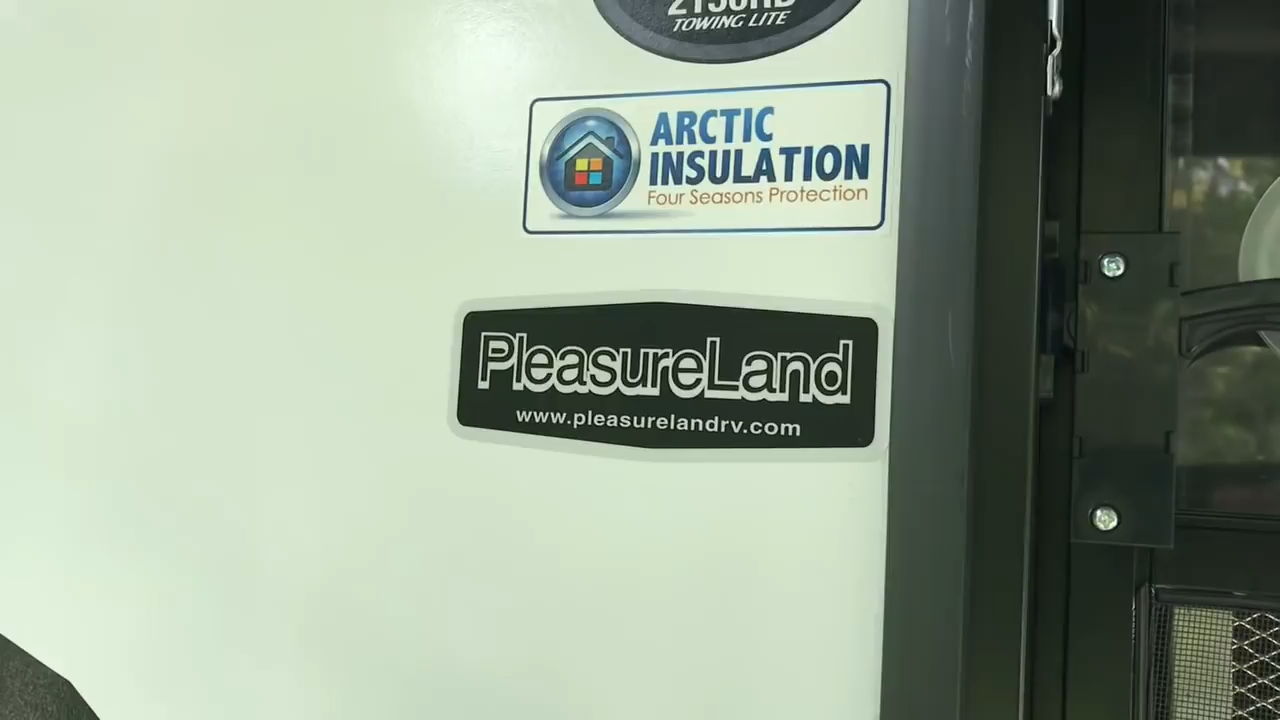 TOWING LITE
ARCTIC
INSULATION
Four Seasons Protection
PleasureLand
www.pleasurelandrv.com